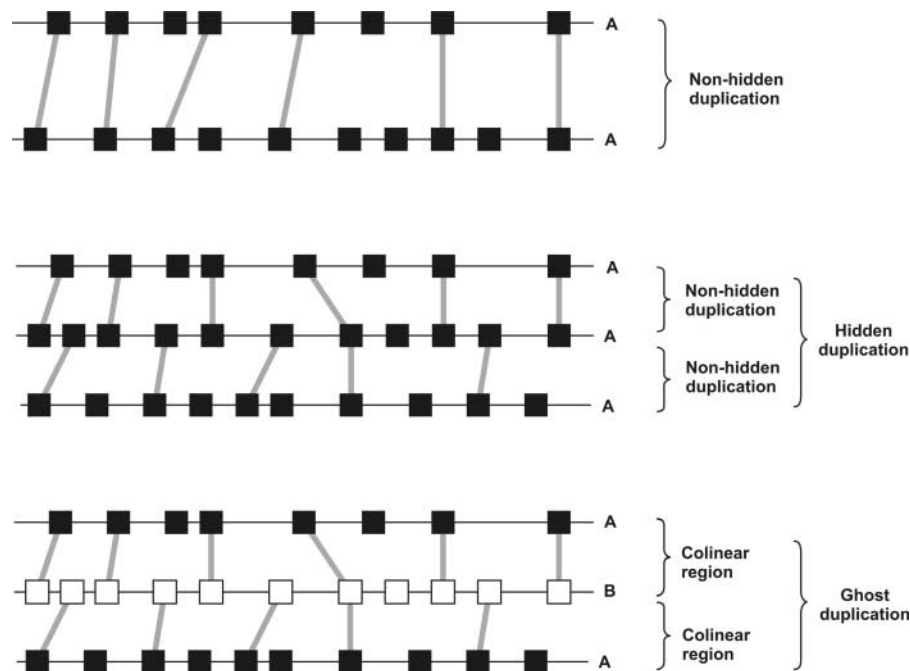 A
Non-hidden
duplication
A
A
Non-hidden
duplication
A
Hidden
duplication
Non-hidden
duplication
A
A
Colinear
region
B
Ghost
duplication
Colinear
region
A